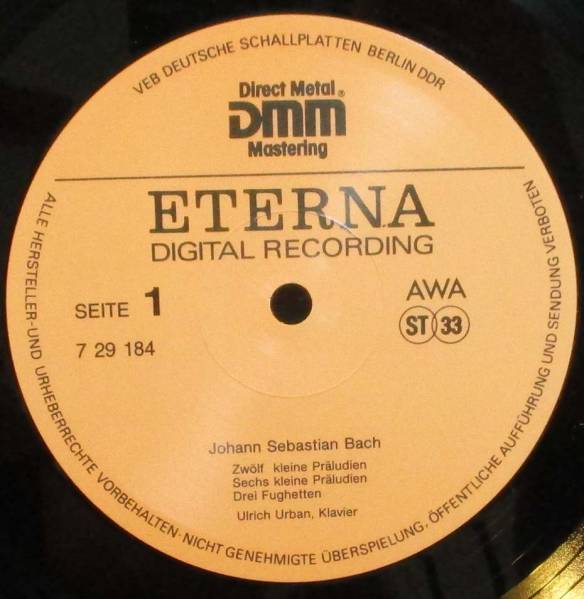 VEB DEUTSCHE SCHALLPLATTEN BERLIN DDR
Direct Metal®
DMM
Mastering
ETERNA
DIGITAL RECORDING
SEITE 1
AWA
7 29 184
ST 33
Johann Sebastian Bach
Zwölf kleine Präludien
Sechs kleine Präludien
Drei Fughetten
Ulrich Urban, Klavier
ALLE HERSTELLER-UND URHEBERRECHTE VORBEHALTEN·NICHT GENEHMIGTE ÜBERSPIELUNG, ÖFFENTLICHE AUFFÜHRUNG UND SENDUNG VERBOTEN